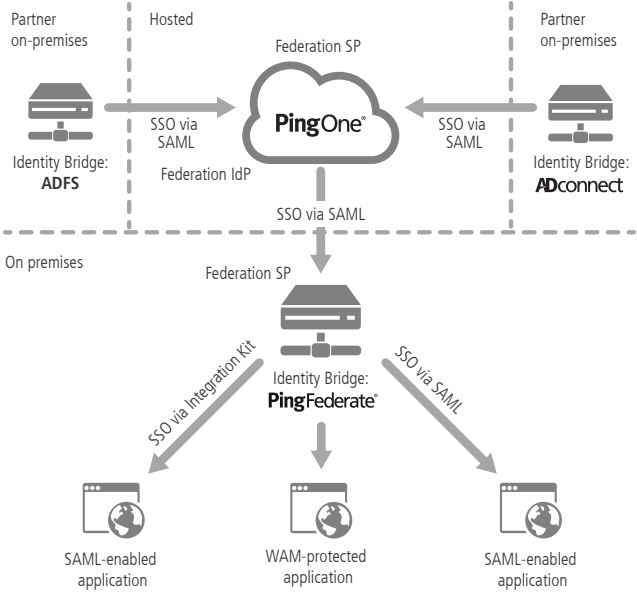 Partner
on-premises
Hosted
Partner
on-premises
Federation SP
PingOne®
SSO via
SAML
SSO via
SAML
Identity Bridge:
ADFS
Federation IdP
Identity Bridge:
ADconnect
SSO via SAML
On premises
Federation SP
Identity Bridge:
PingFederate®
SSO via Integration Kit
SSO via SAML
SAML-enabled
application
WAM-protected
application
SAML-enabled
application